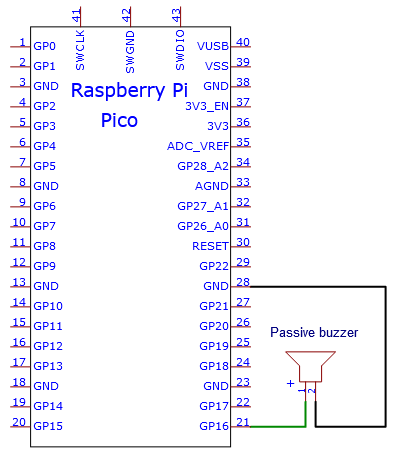 41 42 43
SWCLK SWGND SWDIO
1 GP0 VUSB 40
2 GP1 VSS 39
3 GND GND 38
Raspberry Pi
4 GP2 3V3_EN 37
Pico
5 GP3 3V3 36
6 GP4 ADC_VREF 35
7 GP5 GP28_A2 34
8 GND AGND 33
9 GP6 GP27_A1 32
10 GP7 GP26_A0 31
11 GP8 RESET 30
12 GP9 GP22 29
13 GND GND 28
14 GP10 GP21 27
15 GP11 GP20 26
16 GP12 GP19 25
17 GP13 GP18 24
18 GND GND 23
19 GP14 GP17 22
20 GP15 GP16 21
Passive buzzer
+ 1 2